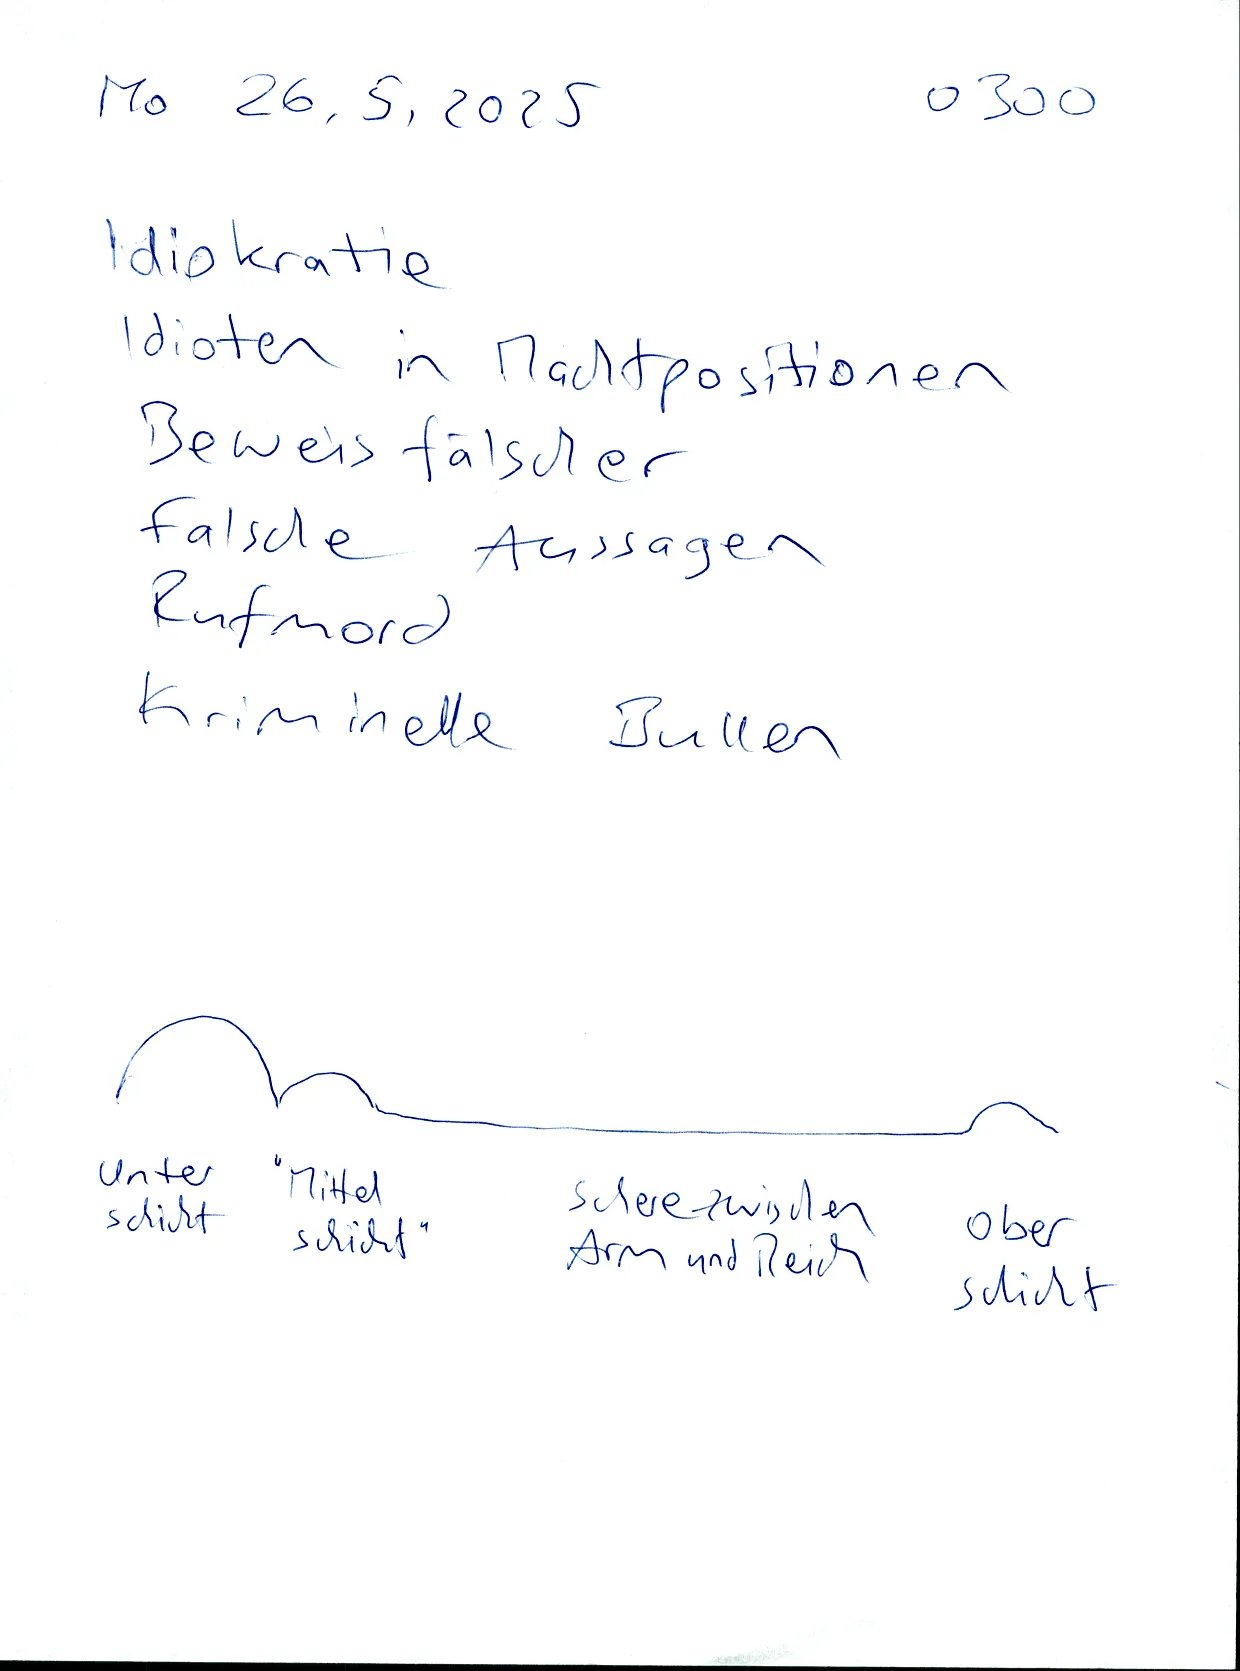 Mo 26.5.2025 0300
Idiokratie
Idioten in Machtpositionen
Beweis fälscher
Falsche Aussagen
Rufmord
Kriminelle Bullen
Unter
schicht
"Mittel
schicht"
Schere zwischen
Arm und Reich
Ober
schicht